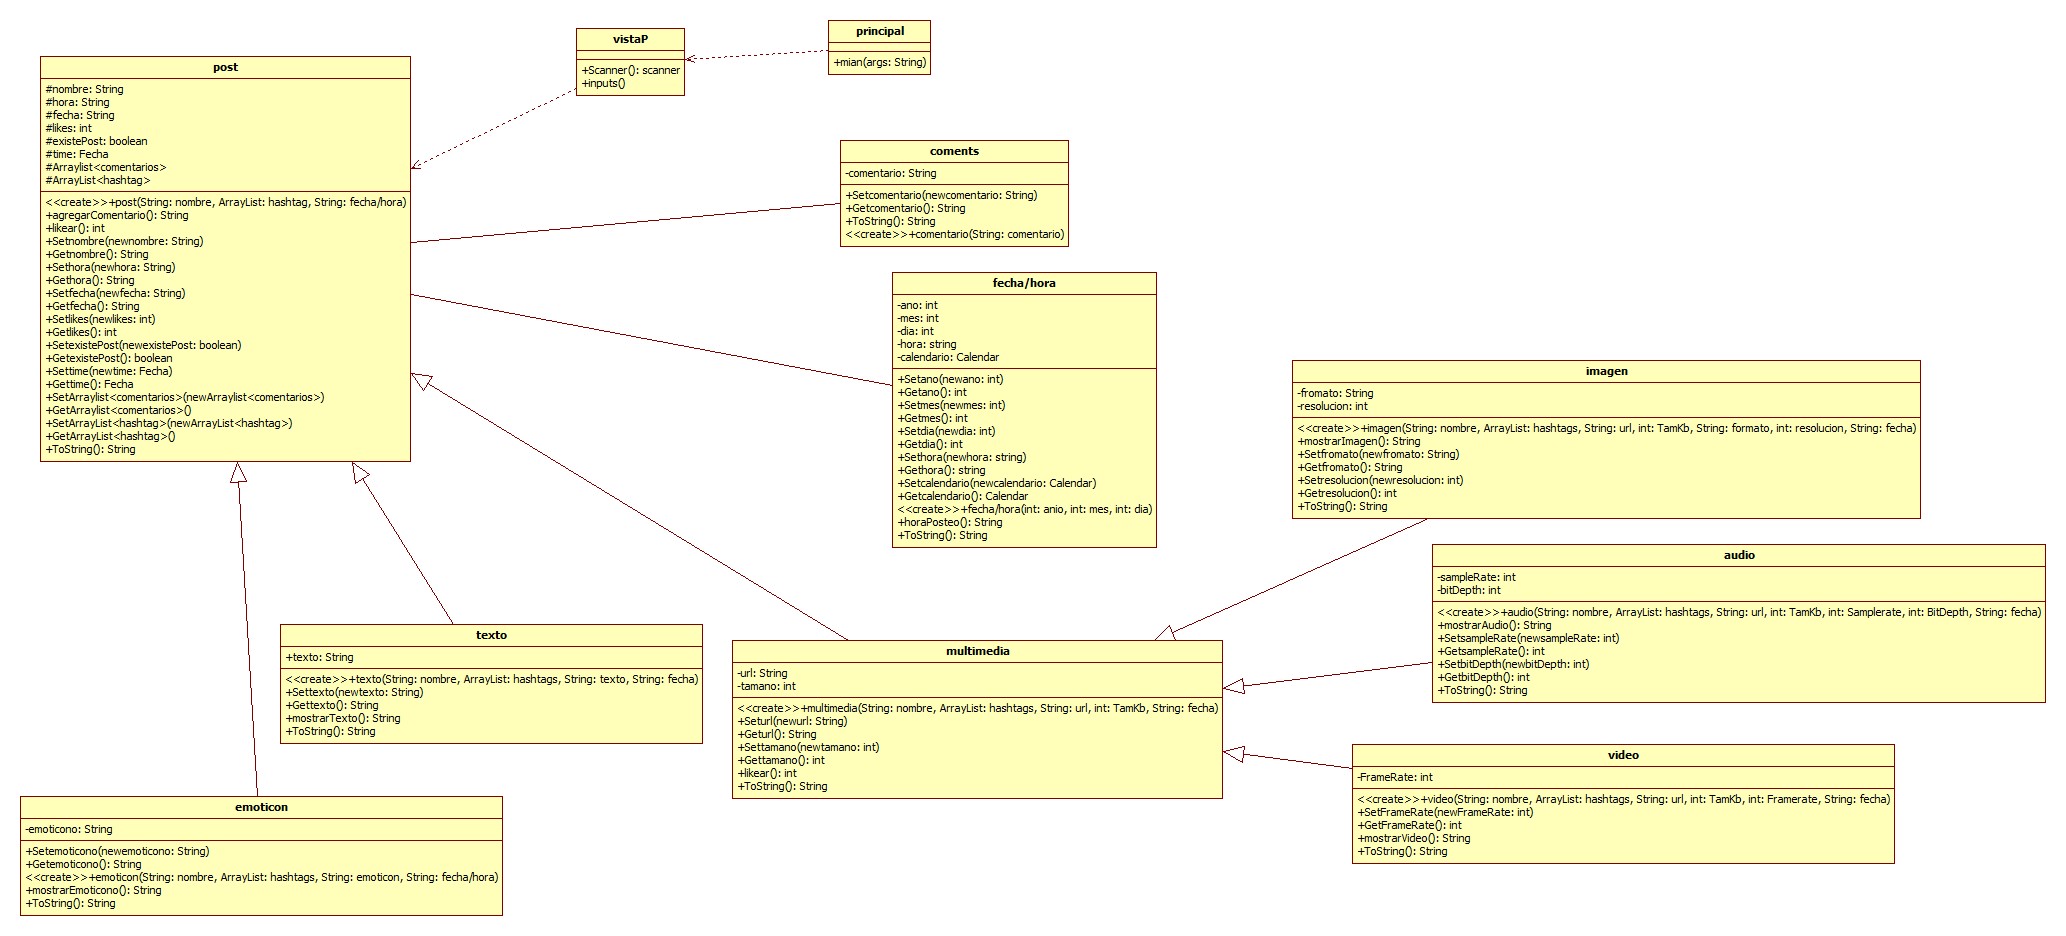 post
#nombre: String
#hora: String
#fecha: String
#likes: int
#existePost: boolean
#time: Fecha
#Arraylist<comentarios>
#ArrayList<hashtag>
<<create>>+post(String: nombre, ArrayList: hashtag, String: fecha/hora)
+agregarComentario(): String
+likear(): int
+Setnombre(newnombre: String)
+Getnombre(): String
+Sethora(newhora: String)
+Gethora(): String
+Setfecha(newfecha: String)
+Getfecha(): String
+Setlikes(newlikes: int)
+Getlikes(): int
+SetexistePost(newexistePost: boolean)
+GetexistePost(): boolean
+Settime(newtime: Fecha)
+Gettime(): Fecha
+SetArraylist<comentarios>(newArraylist<comentarios>)
+GetArraylist<comentarios>()
+SetArrayList<hashtag>(newArrayList<hashtag>)
+GetArrayList<hashtag>()
+ToString(): String
vistaP
+Scanner(): scanner
+inputs()
principal
+mian(args: String)
coments
-comentario: String
+Setcomentario(newcomentario: String)
+Getcomentario(): String
+ToString(): String
<<create>>+comentario(String: comentario)
fecha/hora
-ano: int
-mes: int
-dia: int
-hora: string
-calendario: Calendar
+Setano(newano: int)
+Getano(): int
+Setmes(newmes: int)
+Getmes(): int
+Setdia(newdia: int)
+Getdia(): int
+Sethora(newhora: string)
+Gethora(): string
+Setcalendario(newcalendario: Calendar)
+Getcalendario(): Calendar
<<create>>+fecha/hora(int: anio, int: mes, int: dia)
+horaPosteo(): String
+ToString(): String
imagen
-fromato: String
-resolucion: int
<<create>>+imagen(String: nombre, ArrayList: hashtags, String: url, int: TamKb, String: formato, int: resolucion, String: fecha)
+mostrarImagen(): String
+Setfromato(newfromato: String)
+Getfromato(): String
+Setresolucion(newresolucion: int)
+Getresolucion(): int
+ToString(): String
audio
-sampleRate: int
-bitDepth: int
<<create>>+audio(String: nombre, ArrayList: hashtags, String: url, int: TamKb, int: Samplerate, int: BitDepth, String: fecha)
+mostrarAudio(): String
+SetsampleRate(newsampleRate: int)
+GetsampleRate(): int
+SetbitDepth(newbitDepth: int)
+GetbitDepth(): int
+ToString(): String
texto
+texto: String
<<create>>+texto(String: nombre, ArrayList: hashtags, String: texto, String: fecha)
+Settexto(newtexto: String)
+Gettexto(): String
+mostrarTexto(): String
+ToString(): String
multimedia
-url: String
-tamano: int
<<create>>+multimedia(String: nombre, ArrayList: hashtags, String: url, int: TamKb, String: fecha)
+Seturl(newurl: String)
+Geturl(): String
+Settamano(newtamano: int)
+Gettamano(): int
+likear(): int
+ToString(): String
video
-FrameRate: int
<<create>>+video(String: nombre, ArrayList: hashtags, String: url, int: TamKb, int: Framerate, String: fecha)
+SetFrameRate(newFrameRate: int)
+GetFrameRate(): int
+mostrarVideo(): String
+ToString(): String
emoticon
-emoticono: String
+Setemoticono(newemoticono: String)
+Getemoticono(): String
<<create>>+emoticon(String: nombre, ArrayList: hashtags, String: emoticon, String: fecha/hora)
+mostrarEmoticono(): String
+ToString(): String